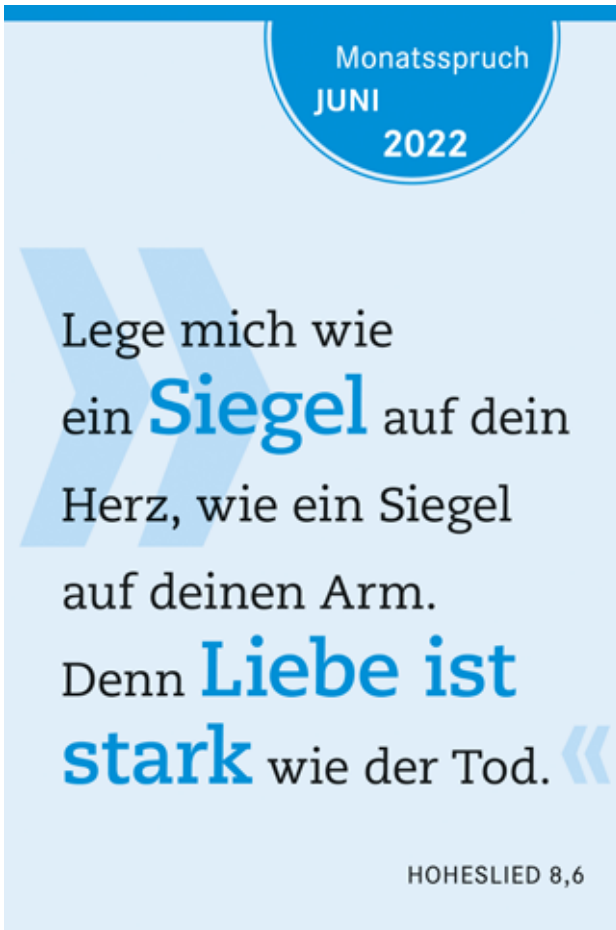 Monatsspruch
JUNI
2022
Lege mich wie
ein Siegel auf dein
Herz, wie ein Siegel
auf deinen Arm.
Denn Liebe ist
stark wie der Tod.
HOHESLIED 8,6